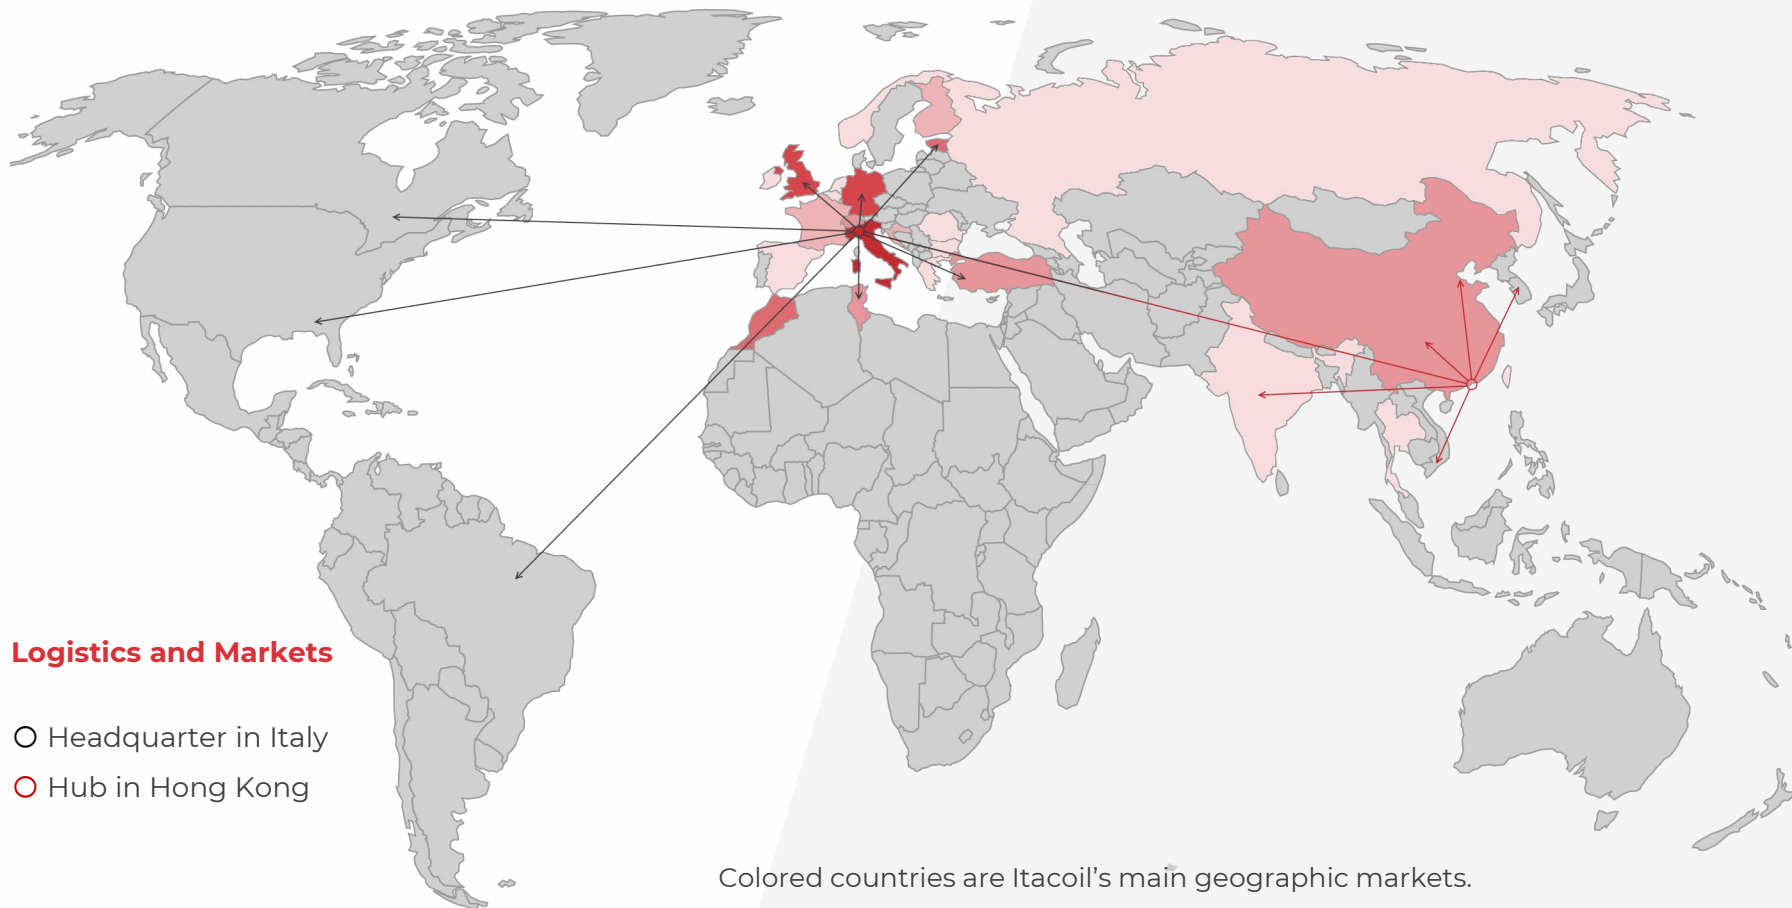 Logistics and Markets
Headquarter in Italy
Hub in Hong Kong
Colored countries are Itacoil’s main geographic markets.